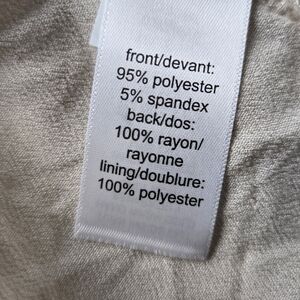 front/devant:
95% polyester
5% spandex
back/dos:
100% rayon/
rayonne
lining/doublure:
100% polyester